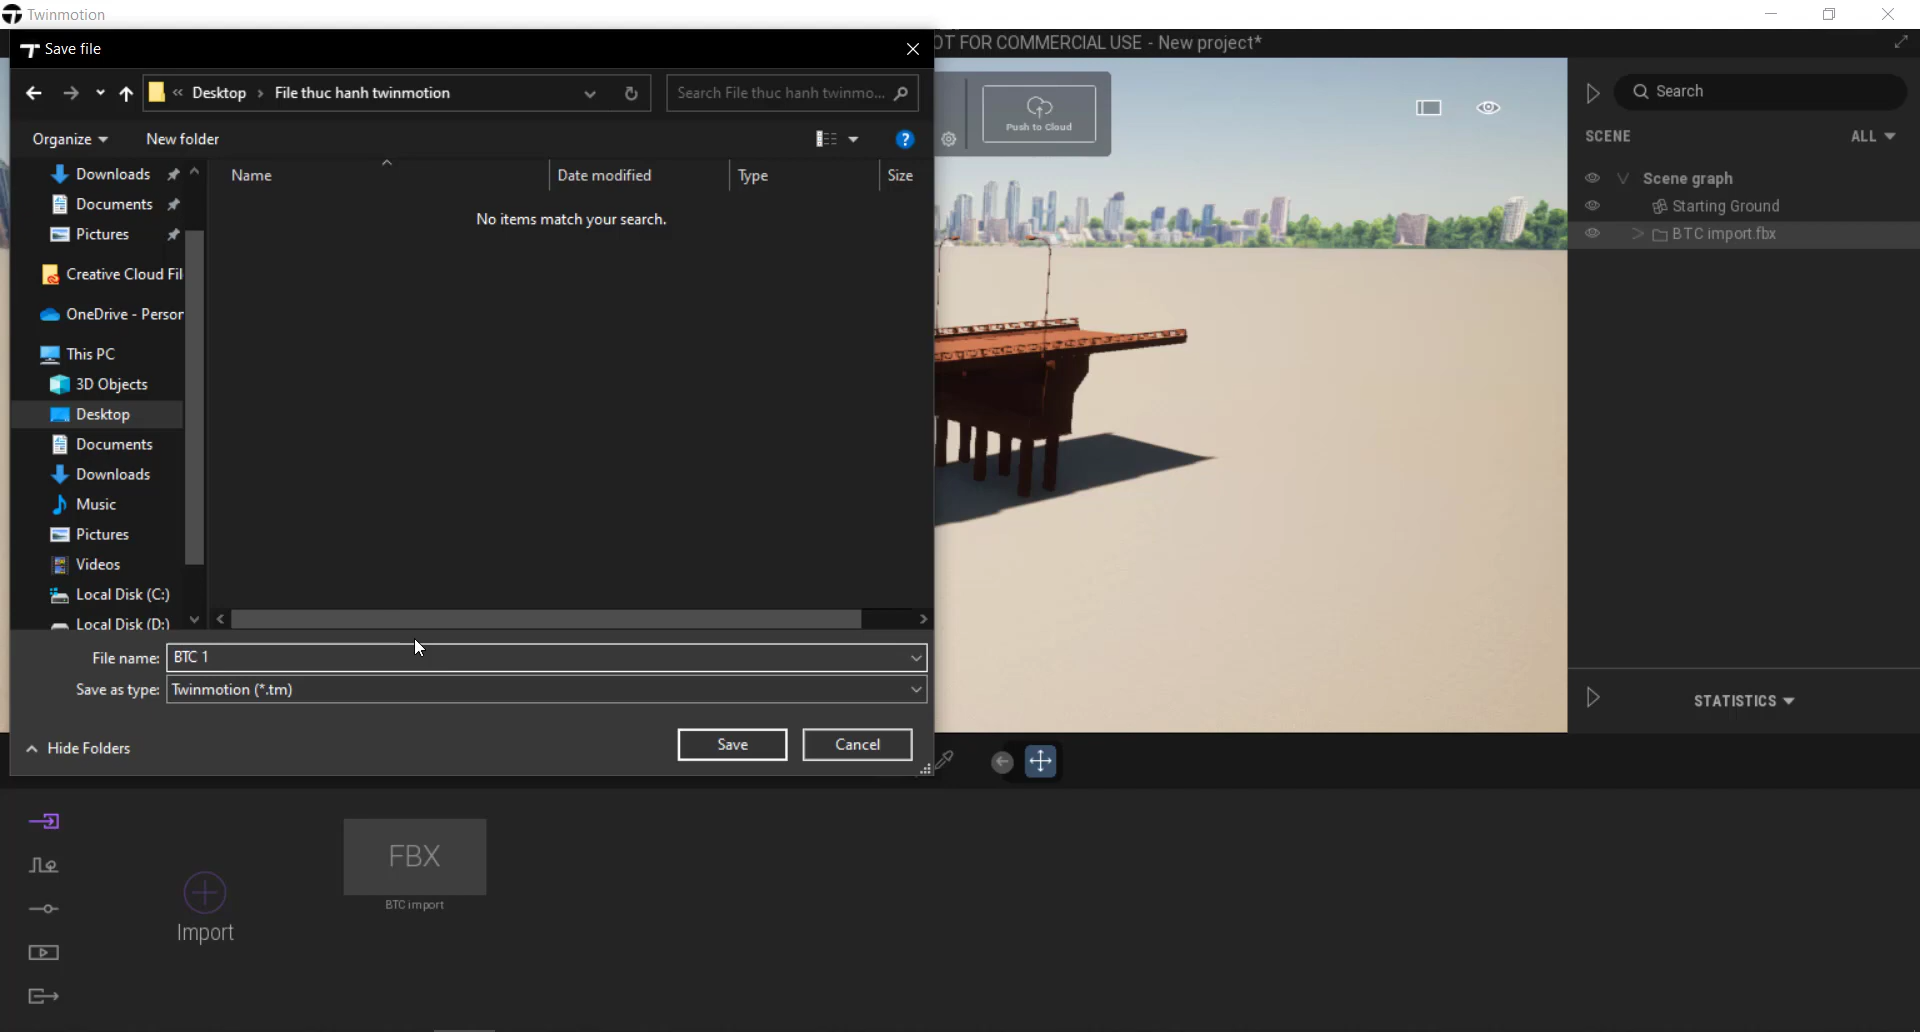 Twinmotion
Save file
OT FOR COMMERCIAL USE - New project*
« Desktop › File thuc hanh twinmotion
Search File thuc hanh twinmo...
Push to Cloud
Search
Organize
New folder
SCENE
ALL
Downloads
Documents
Pictures
Creative Cloud Fil
OneDrive - Person
This PC
3D Objects
Desktop
Documents
Downloads
Music
Pictures
Videos
Local Disk (C:)
Local Disk (D:)
Name
Date modified
Type
Size
No items match your search.
Scene graph
Starting Ground
BTC import.fbx
File name: BTC 1
Save as type: Twinmotion (*.tm)
Hide Folders
Save
Cancel
STATISTICS
Import
FBX
BTC import